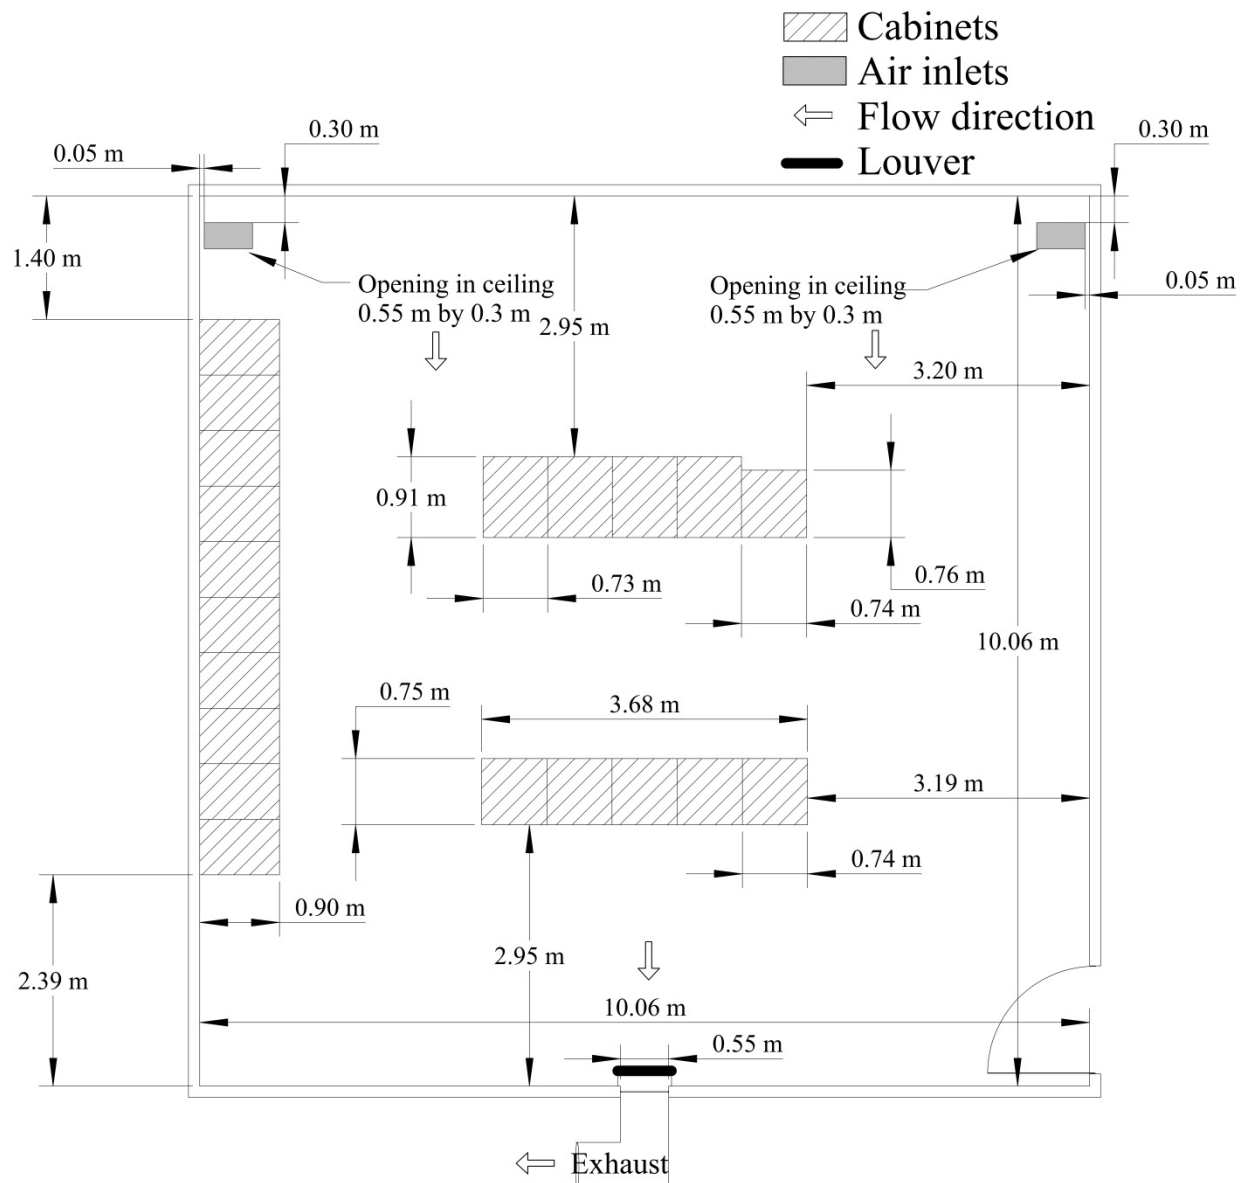 Cabinets
Air inlets
Flow direction
Louver
0.30 m
0.30 m
0.05 m
1.40 m
Opening in ceiling
0.55 m by 0.3 m
Opening in ceiling
0.55 m by 0.3 m
0.05 m
2.95 m
3.20 m
0.91 m
0.73 m
0.76 m
0.74 m
10.06 m
0.75 m
3.68 m
3.19 m
0.74 m
0.90 m
2.95 m
2.39 m
10.06 m
0.55 m
Exhaust